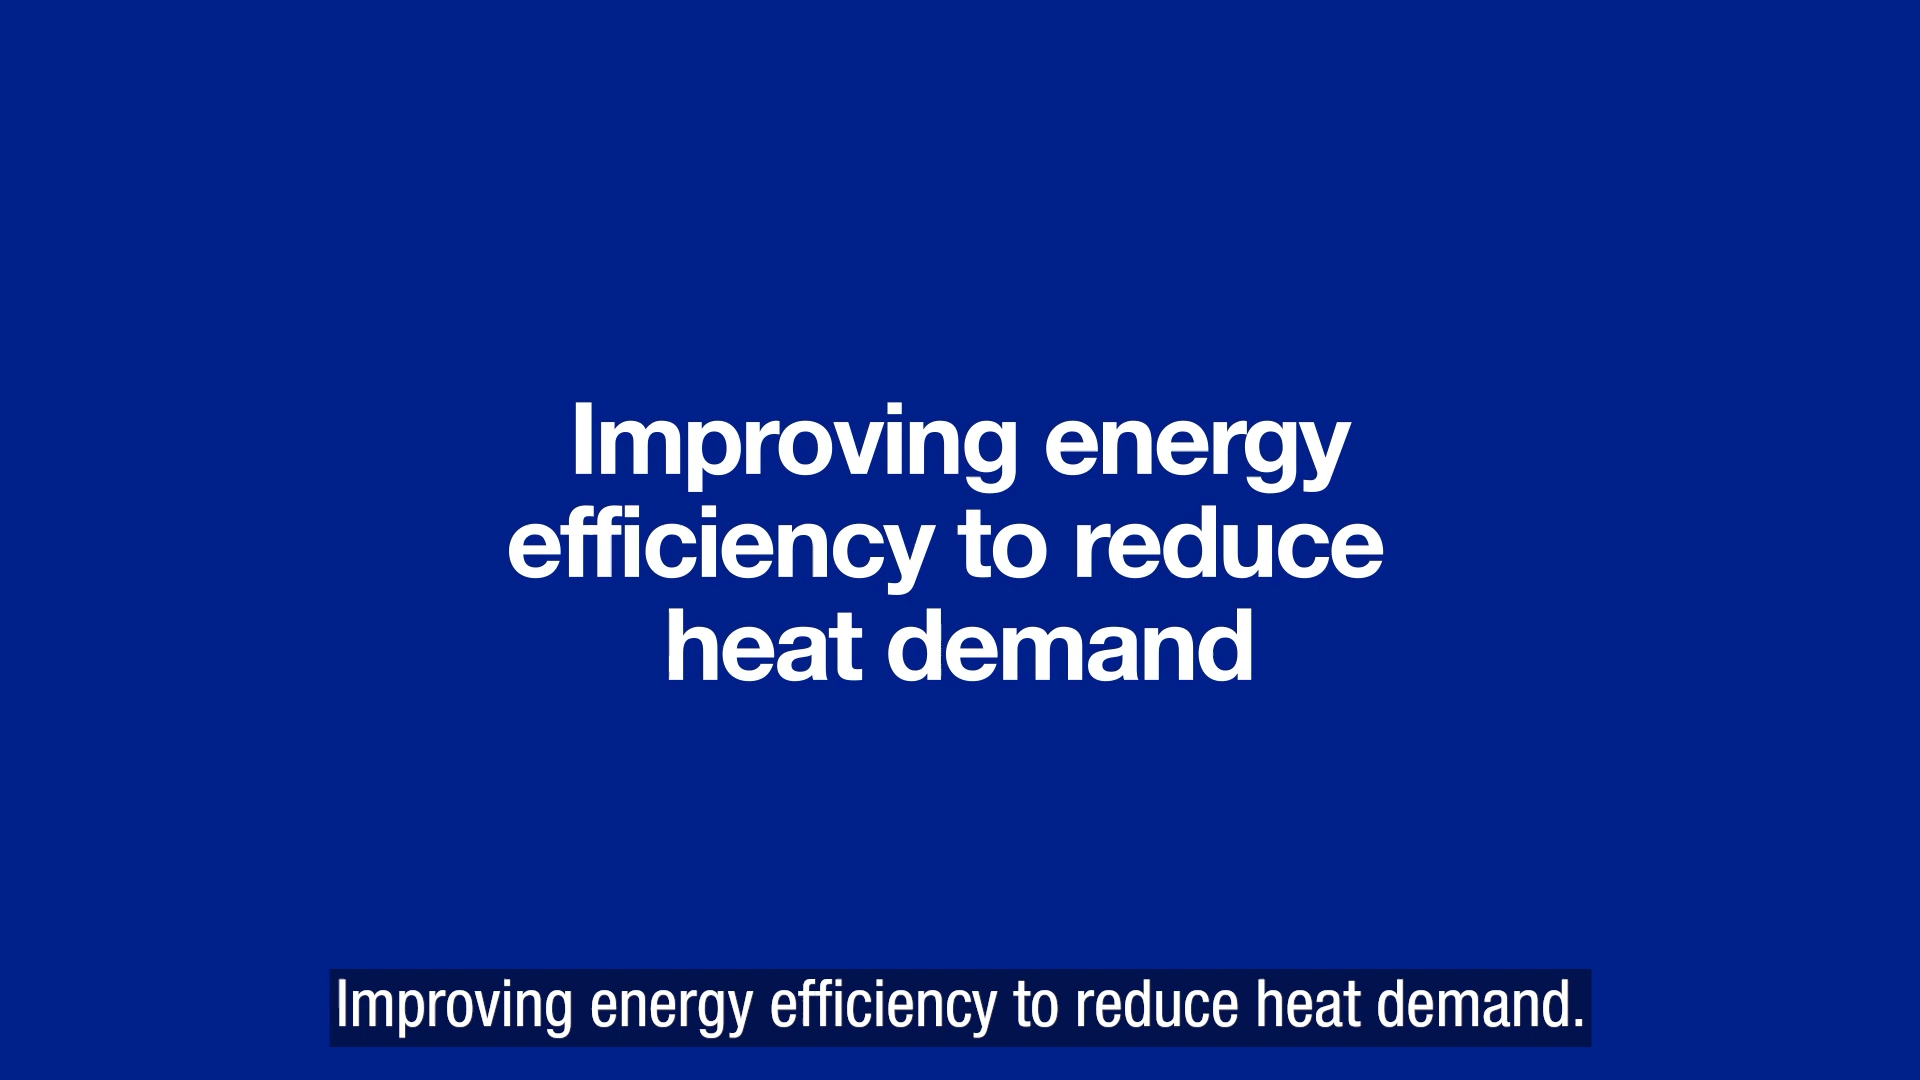 Improving energy
efficiency to reduce
heat demand
Improving energy efficiency to reduce heat demand.